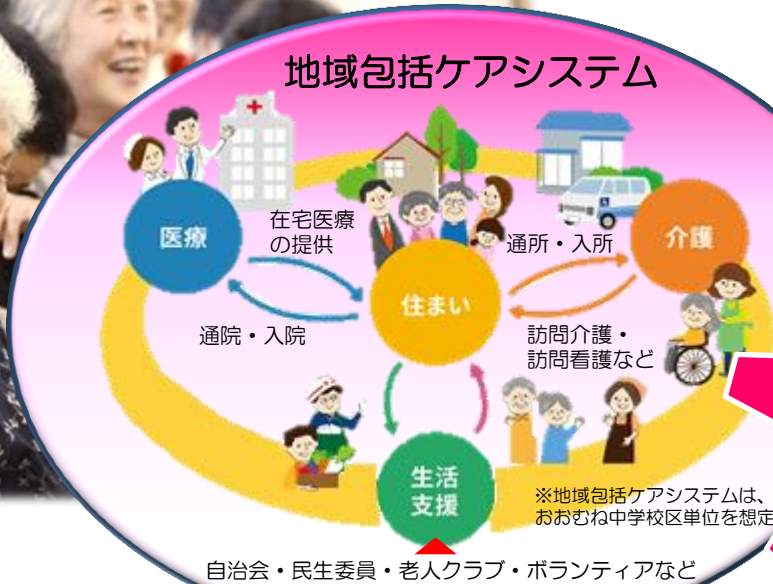 地域包括ケアシステム
医療
在宅医療
の提供
通所・入所
介護
住まい
通院・入院
訪問介護・
訪問看護など
生活
支援
※地域包括ケアシステムは、
おおむね中学校区単位を想定
自治会・民生委員・老人クラブ・ボランティアなど